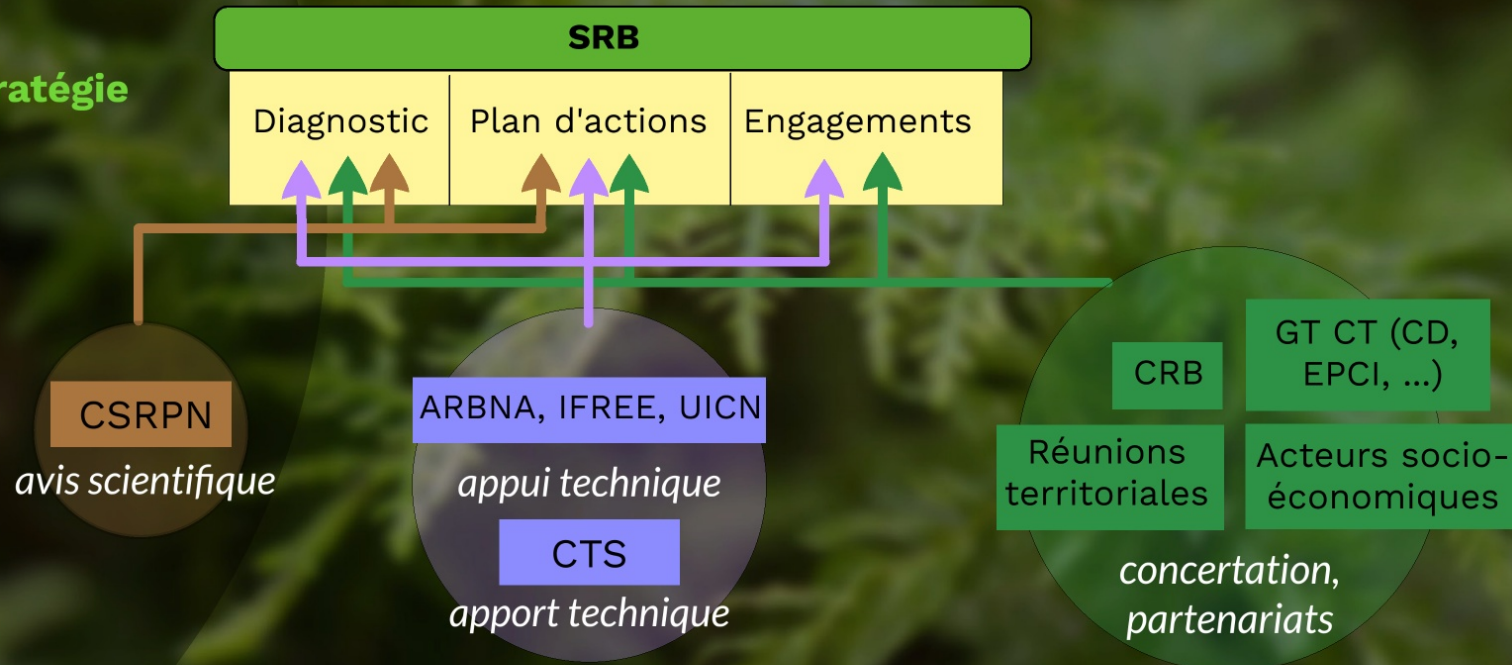 SRB
ratégie
Diagnostic
Plan d'actions
Engagements
CSRPN
avis scientifique
ARBNA, IFREE, UICN
appui technique
CTS
apport technique
CRB
GT CT (CD,
EPCI, ...)
Réunions
territoriales
Acteurs socio-
économiques
concertation,
partenariats